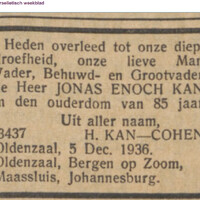 raelietisch weekblad
Heden overleed tot onze diep
roefheid, onze lieve Man
Vader, Behuwd- en Grootvader
e Heer JONAS ENOCH KAN
n den ouderdom van 85 jaar
Uit aller naam,
3437 H. KAN—COHEN
Oldenzaal, 5 Dec. 1936.
Oldenzaal, Bergen op Zoom,
Maassluis, Johannesburg.